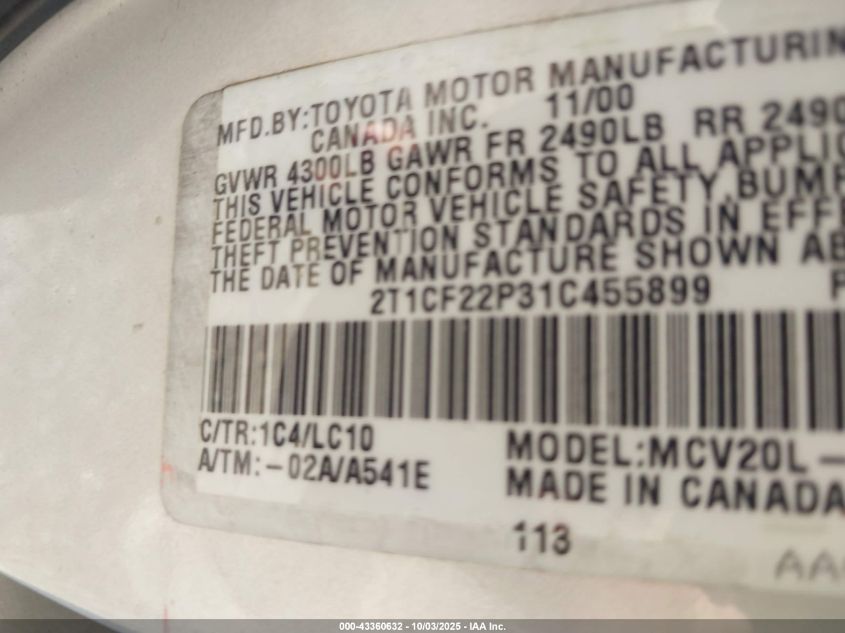 MFD.BY:TOYOTA MOTOR MANUFACTURIN
CANADA INC. 11/00
GVWR 4300LB GAWR FR 2490LB RR 2490
THIS VEHICLE CONFORMS TO ALL APPLIC
FEDERAL MOTOR VEHICLE SAFETY,BUMP
THEFT PREVENTION STANDARDS IN EFFE
THE DATE OF MANUFACTURE SHOWN AB
2T1CF22P31C455899 P
C/TR:1C4/LC10
A/TM:-02A/A541E
MODEL:MCV20L-
MADE IN CANADA
113
AA
000-43360632 - 10/03/2025 - IAA Inc.